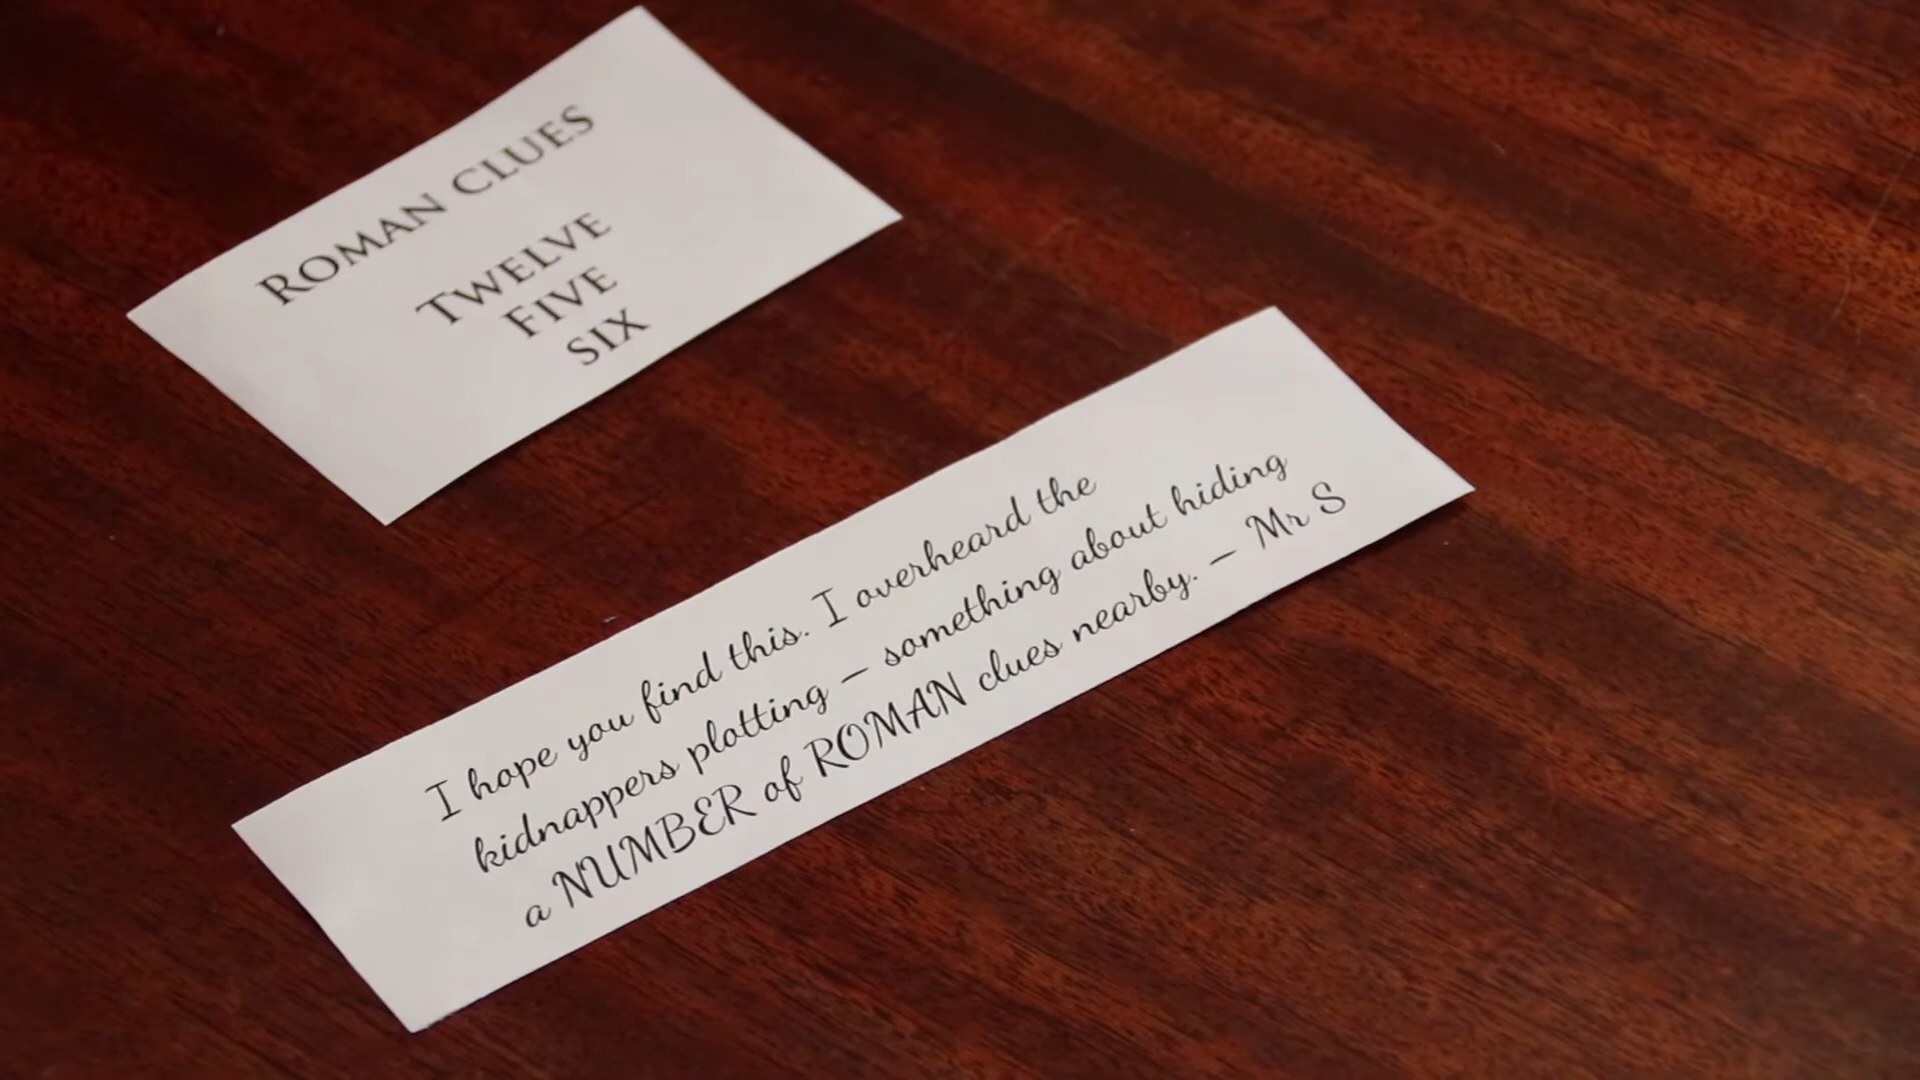 ROMAN CLUES
TWELVE
FIVE
SIX
I hope you find this. I overheard the
kidnappers plotting – something about hiding
a NUMBER of ROMAN clues nearby. – Mr S